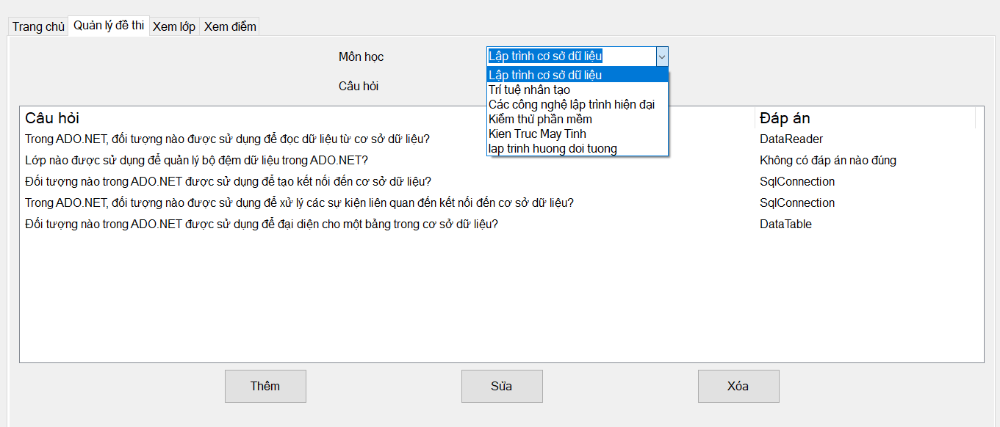 Trang chủ Quản lý đề thi Xem lớp Xem điểm
Môn học Lập trình cơ sở dữ liệu
Lập trình cơ sở dữ liệu
Câu hỏi
Trí tuệ nhân tạo
Các công nghệ lập trình hiện đại
Kiểm thử phần mềm
Kien Truc May Tinh
lap trinh huong doi tuong
Câu hỏi Đáp án
Trong ADO.NET, đối tượng nào được sử dụng để đọc dữ liệu từ cơ sở dữ liệu? DataReader
Lớp nào được sử dụng để quản lý bộ đệm dữ liệu trong ADO.NET? Không có đáp án nào đúng
Đối tượng nào trong ADO.NET được sử dụng để tạo kết nối đến cơ sở dữ liệu? SqlConnection
Trong ADO.NET, đối tượng nào được sử dụng để xử lý các sự kiện liên quan đến kết nối đến cơ sở dữ liệu? SqlConnection
Đối tượng nào trong ADO.NET được sử dụng để đại diện cho một bảng trong cơ sở dữ liệu? DataTable
Thêm Sửa Xóa